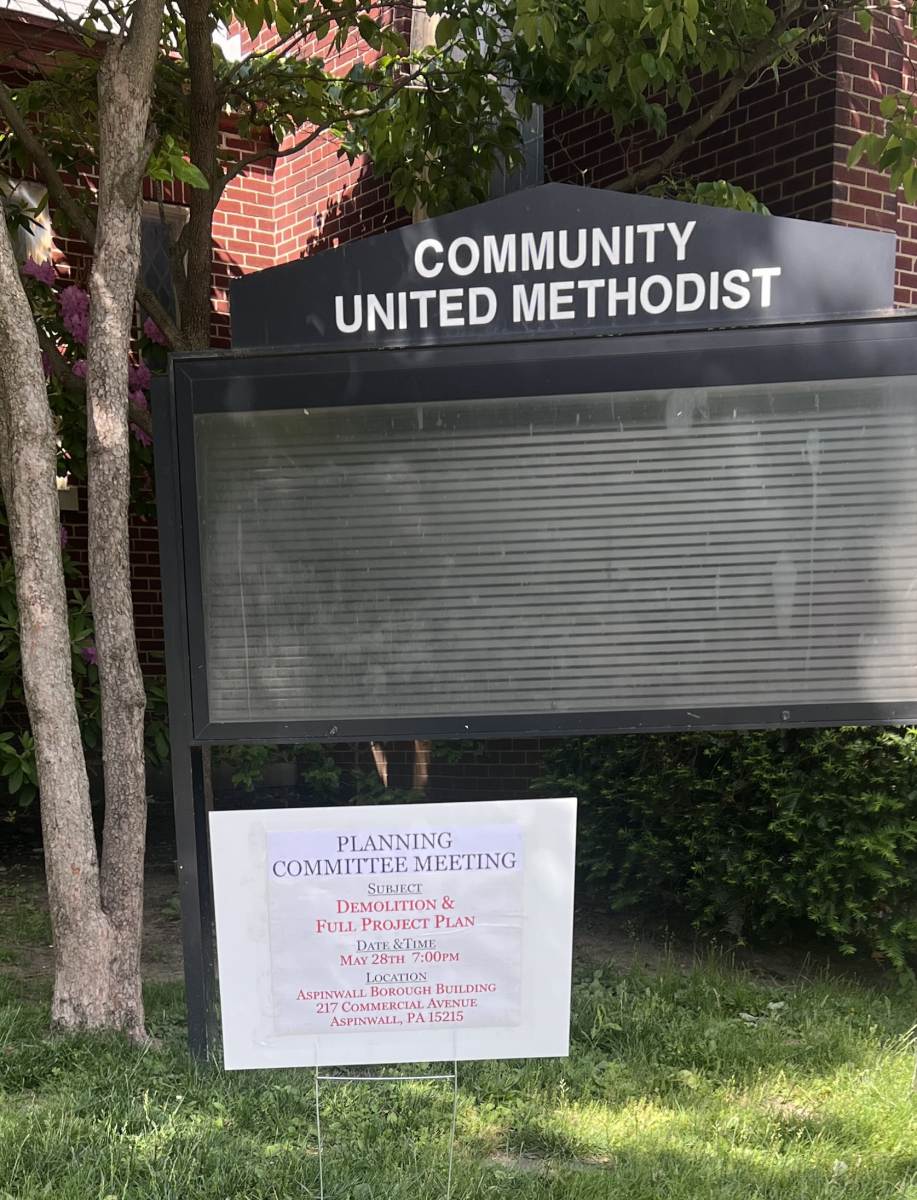 COMMUNITY
UNITED METHODIST
PLANNING
COMMITTEE MEETING
SUBJECT
DEMOLITION &
FULL PROJECT PLAN
DATE &TIME
MAY 28TH 7:00PM
LOCATION
ASPINWALL BOROUGH BUILDING
217 COMMERCIAL AVENUE
ASPINWALL, PA 15215